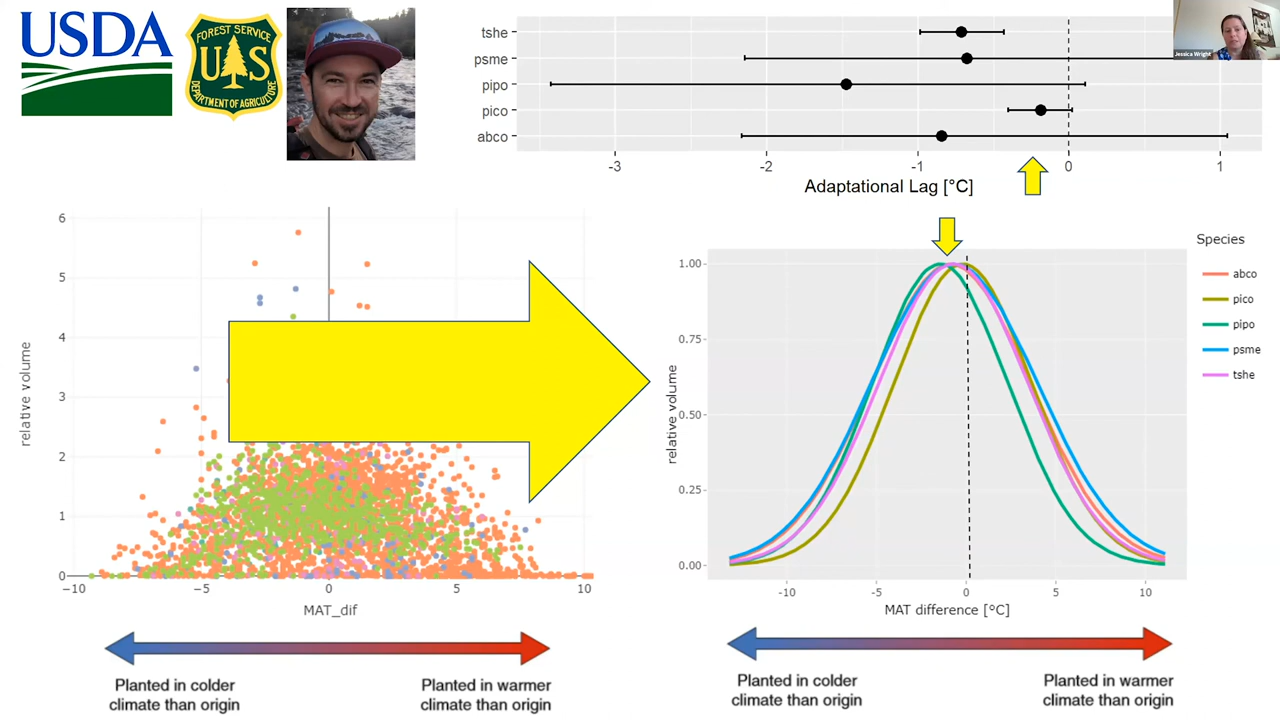 USDA
FOREST SERVICE
U S
DEPARTMENT OF AGRICULTURE
tshe
psme
pipo
pico
abco
-3
-2
-1
0
1
Adaptational Lag [°C]
Jessica Wright
relative volume
6
5
4
3
2
1
0
−10
−5
0
5
10
MAT_dif
Planted in colder
climate than origin
Planted in warmer
climate than origin
relative volume
1.00
0.75
0.50
0.25
0.00
-10
-5
0
5
10
MAT difference [°C]
Species
abco
pico
pipo
psme
tshe
Planted in colder
climate than origin
Planted in warmer
climate than origin